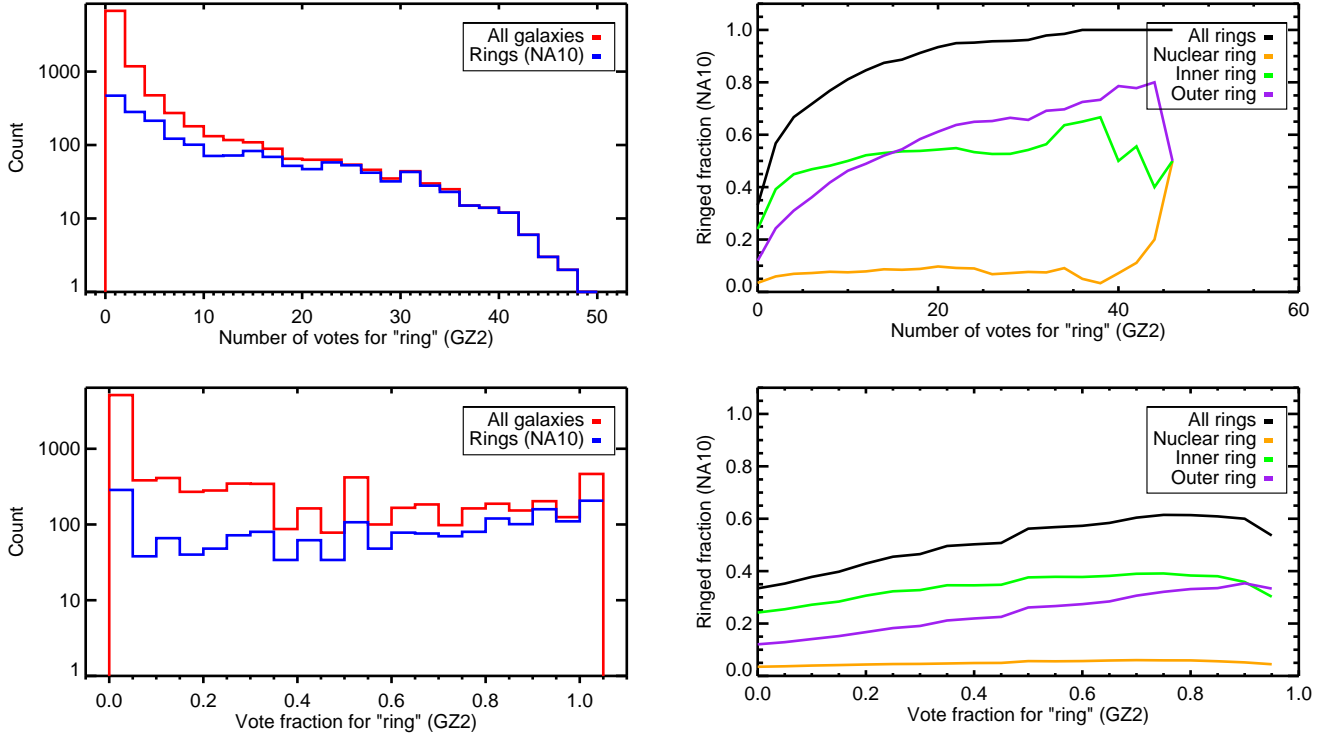 All galaxies
Rings (NA10)
1000
100
10
1
Count
0 10 20 30 40 50
Number of votes for "ring" (GZ2)
All rings
Nuclear ring
Inner ring
Outer ring
1.0
0.8
0.6
0.4
0.2
0.0
Ringed fraction (NA10)
0 20 40 60
Number of votes for "ring" (GZ2)
All galaxies
Rings (NA10)
1000
100
10
1
Count
0.0 0.2 0.4 0.6 0.8 1.0
Vote fraction for "ring" (GZ2)
All rings
Nuclear ring
Inner ring
Outer ring
1.0
0.8
0.6
0.4
0.2
0.0
Ringed fraction (NA10)
0.0 0.2 0.4 0.6 0.8 1.0
Vote fraction for "ring" (GZ2)